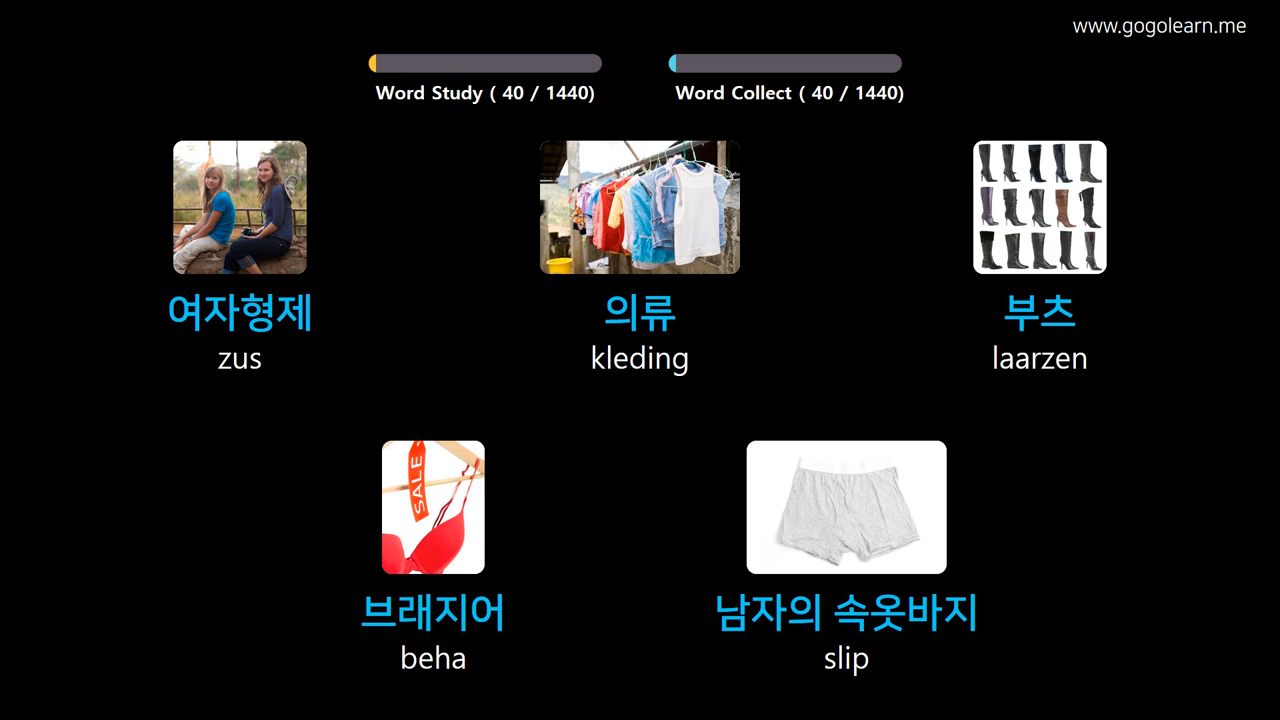 www.gogolearn.me
Word Study ( 40 / 1440)
Word Collect ( 40 / 1440)
여자형제
zus
의류
kleding
부츠
laarzen
SALE
브래지어
beha
남자의 속옷바지
slip